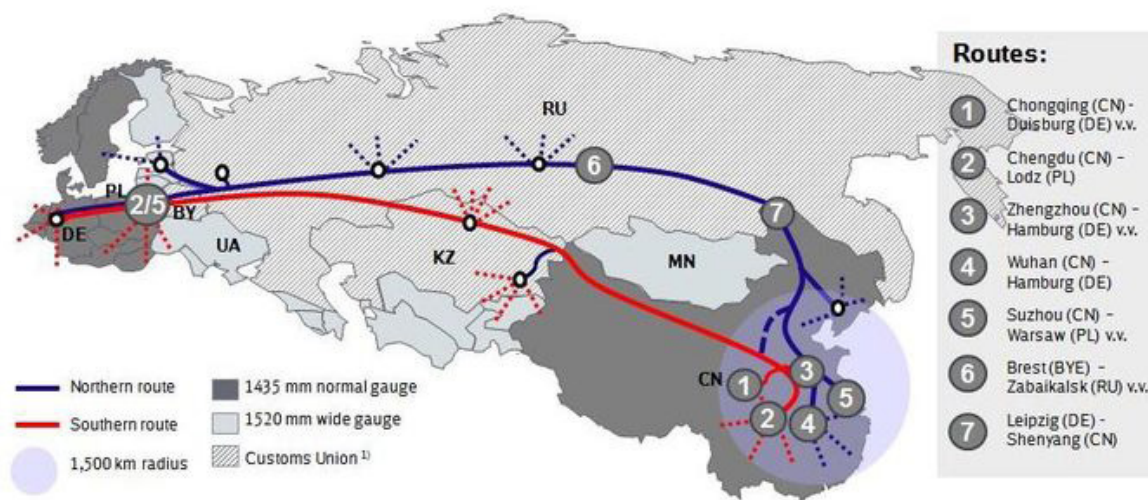 RU
PL
2/5
BY
DE
UA
KZ
MN
CN
6
7
1
2
3
4
5
Northern route
Southern route
1,500 km radius
1435 mm normal gauge
1520 mm wide gauge
Customs Union 1)
Routes:
1 Chongqing (CN) –
Duisburg (DE) v.v.
2 Chengdu (CN) –
Lodz (PL)
3 Zhengzhou (CN) –
Hamburg (DE) v.v.
4 Wuhan (CN) –
Hamburg (DE)
5 Suzhou (CN) –
Warsaw (PL) v.v.
6 Brest (BYE) –
Zabaikalsk (RU) v.v.
7 Leipzig (DE) -
Shenyang (CN)